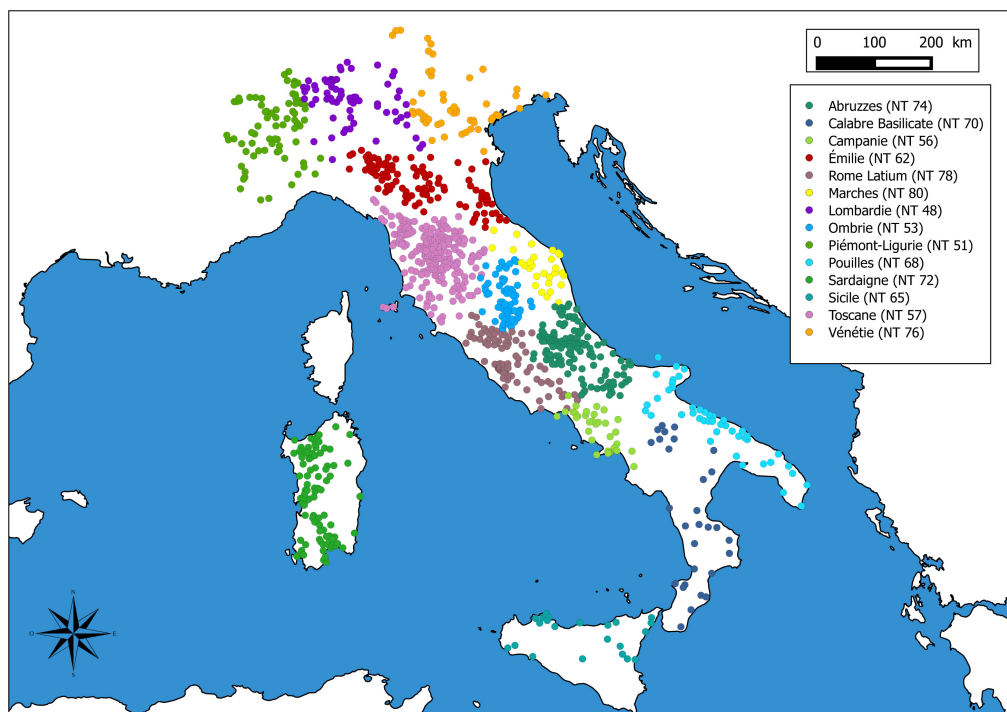 0 100 200 km
Abruzzes (NT 74)
Calabre Basilicate (NT 70)
Campanie (NT 56)
Émilie (NT 62)
Rome Latium (NT 78)
Marches (NT 80)
Lombardie (NT 48)
Ombrie (NT 53)
Piémont-Ligurie (NT 51)
Pouilles (NT 68)
Sardaigne (NT 72)
Sicile (NT 65)
Toscane (NT 57)
Vénétie (NT 76)
N
O E
S